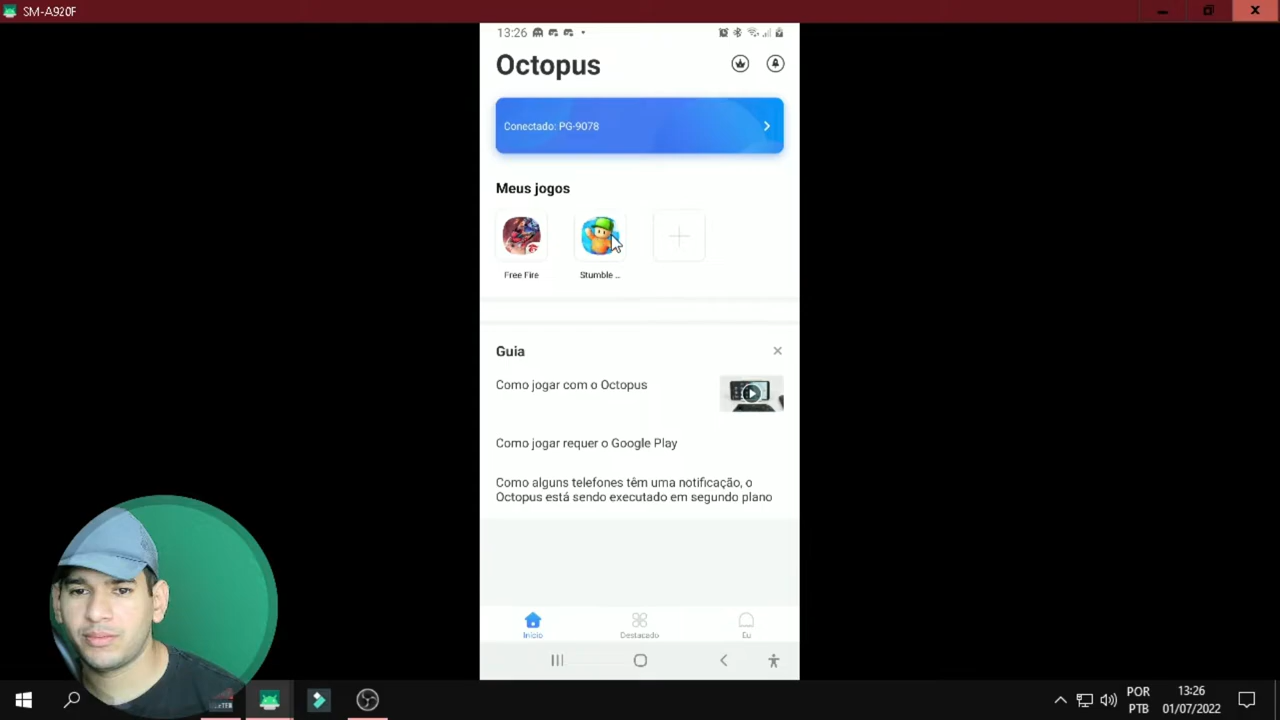 SM-A920F
13:26
Octopus
Conectado: PG-9078
Meus jogos
Free Fire
Stumble ...
Guia
Como jogar com o Octopus
Como jogar requer o Google Play
Como alguns telefones têm uma notificação, o
Octopus está sendo executado em segundo plano
Início
Destacado
Eu
POR
PTB
13:26
01/07/2022